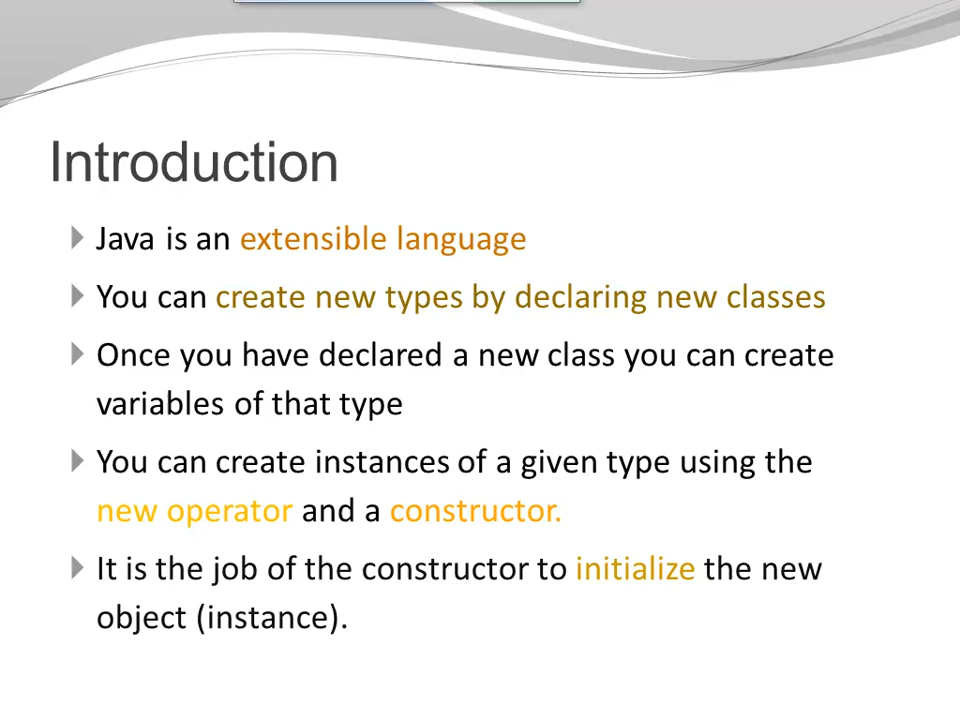 Introduction
Java is an extensible language
You can create new types by declaring new classes
Once you have declared a new class you can create
variables of that type
You can create instances of a given type using the
new operator and a constructor.
It is the job of the constructor to initialize the new
object (instance).